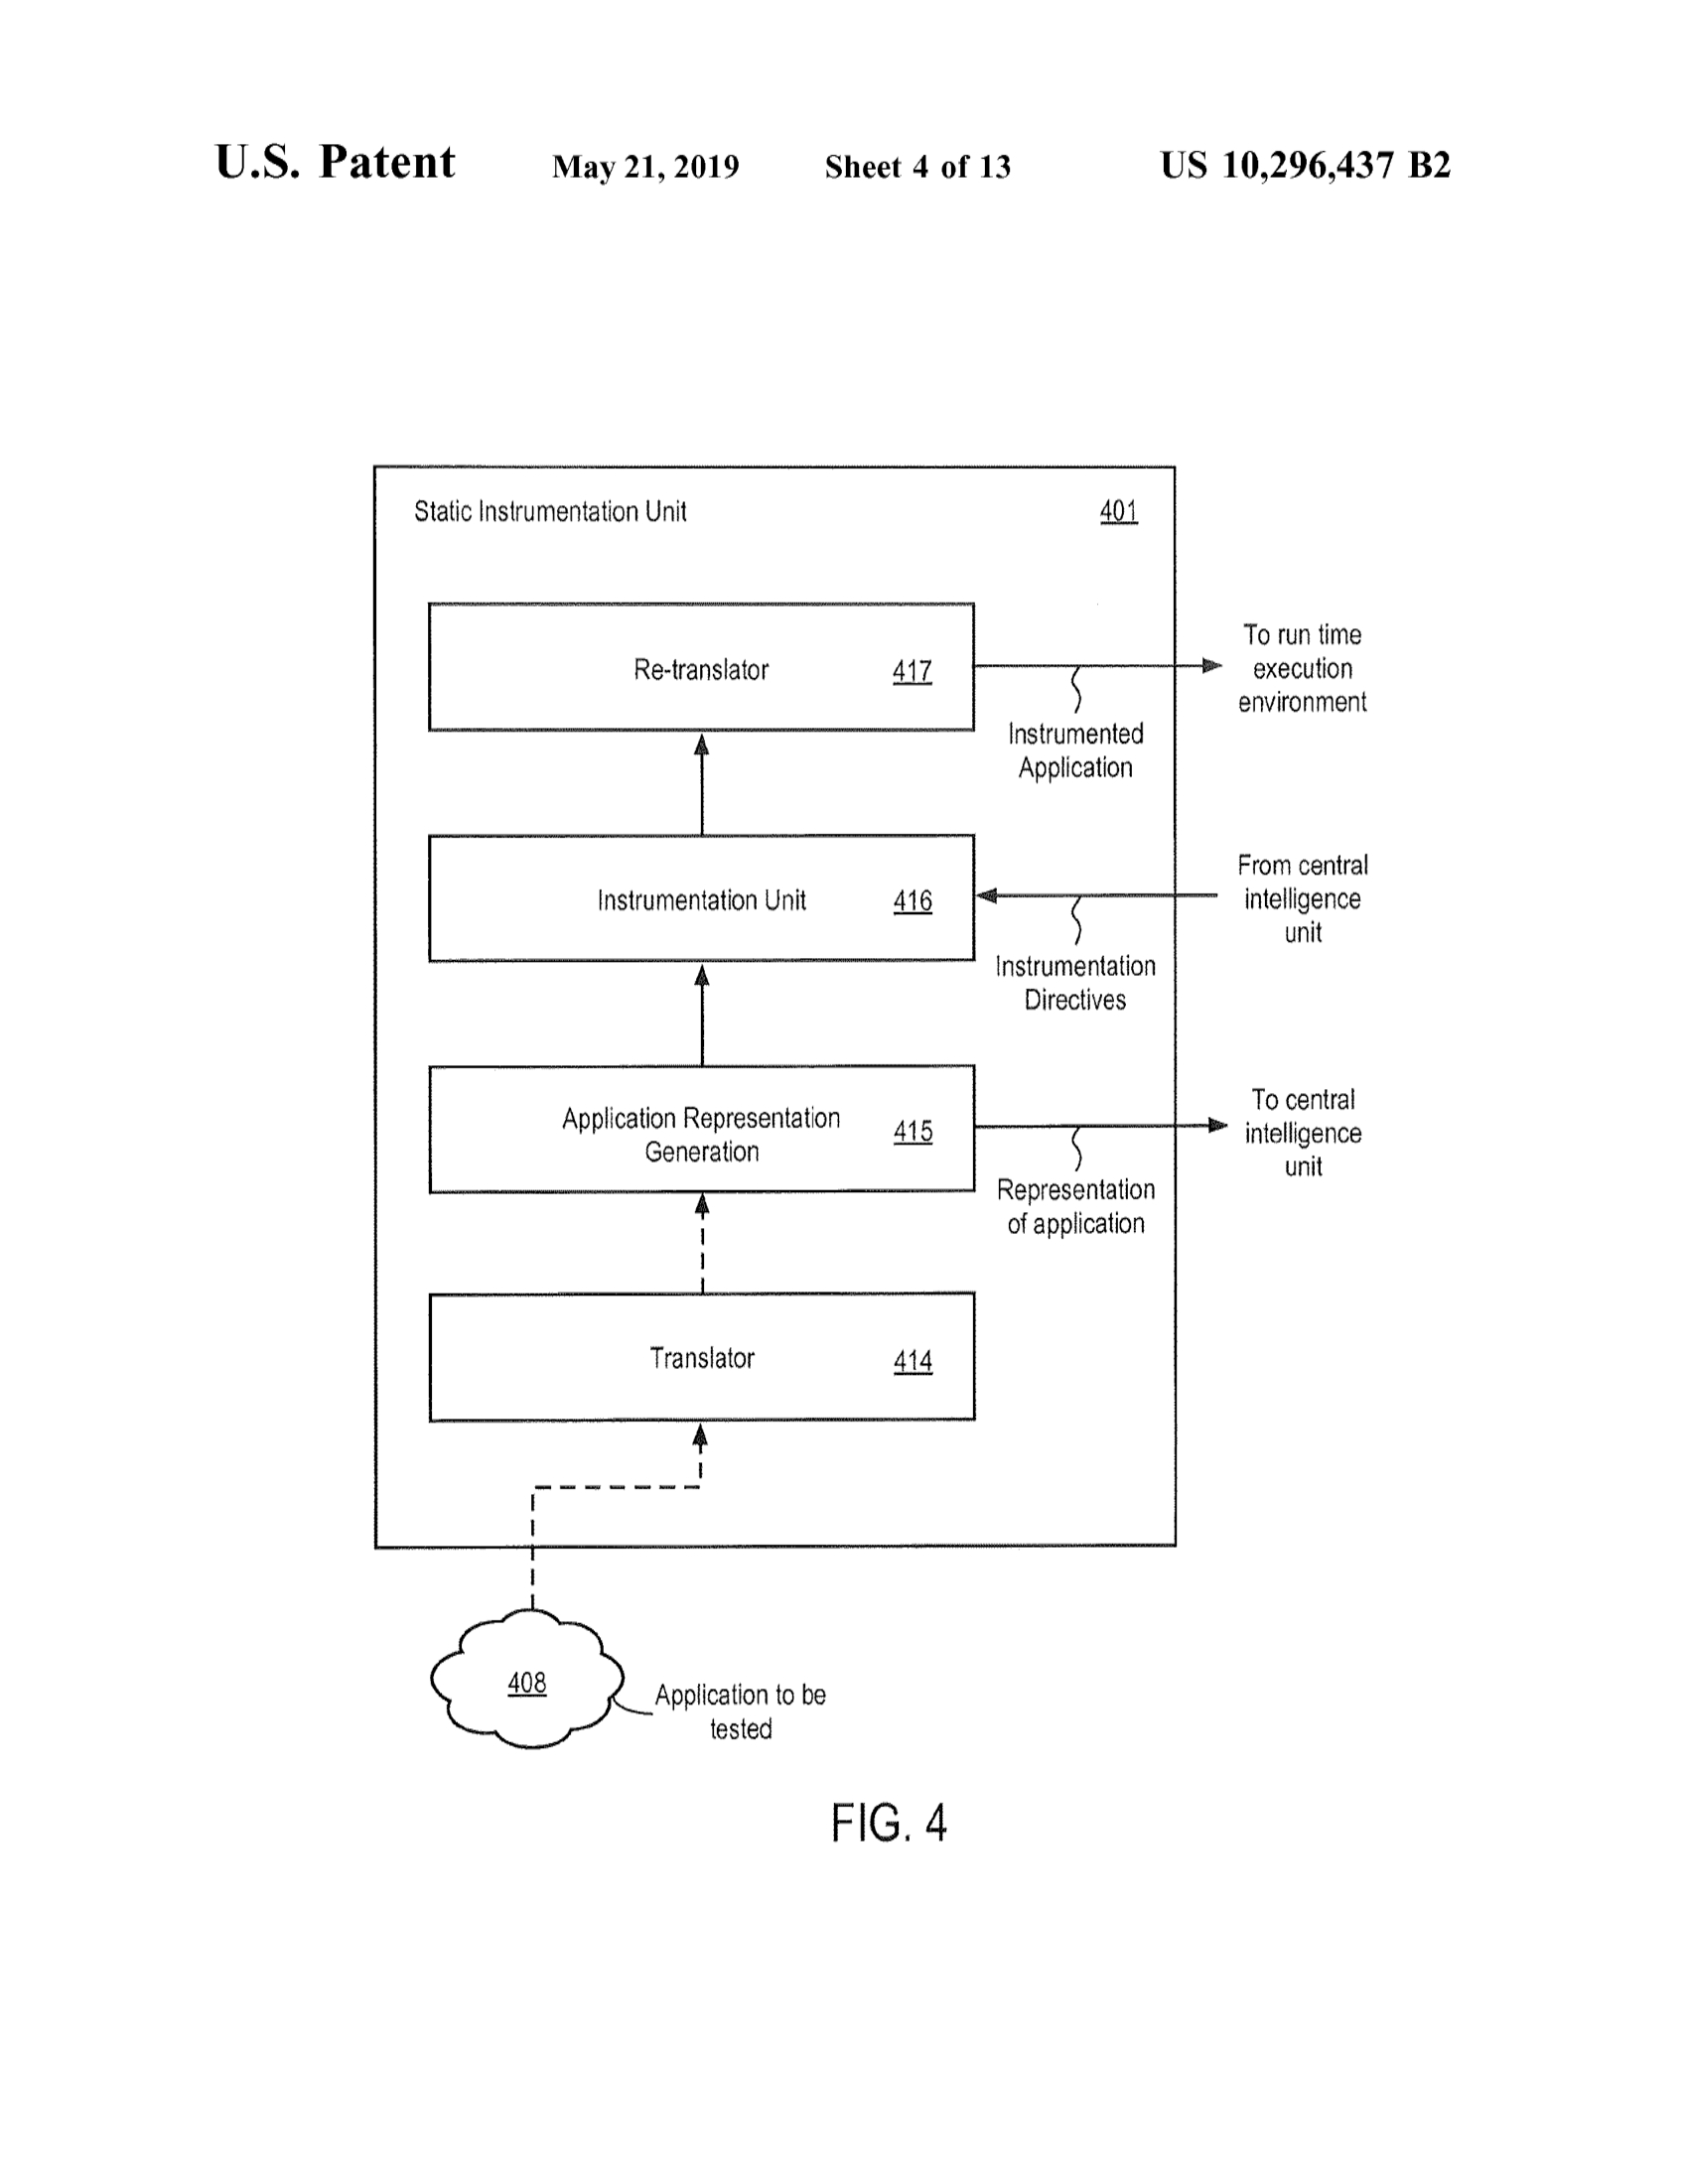 U.S. Patent May 21, 2019 Sheet 4 of 13 US 10,296,437 B2
Static Instrumentation Unit 401
Re-translator 417
To run time
execution
environment
Instrumented
Application
Instrumentation Unit 416
From central
intelligence
unit
Instrumentation
Directives
Application Representation
Generation
415
To central
intelligence
unit
Representation
of application
Translator 414
408
Application to be
tested
FIG. 4